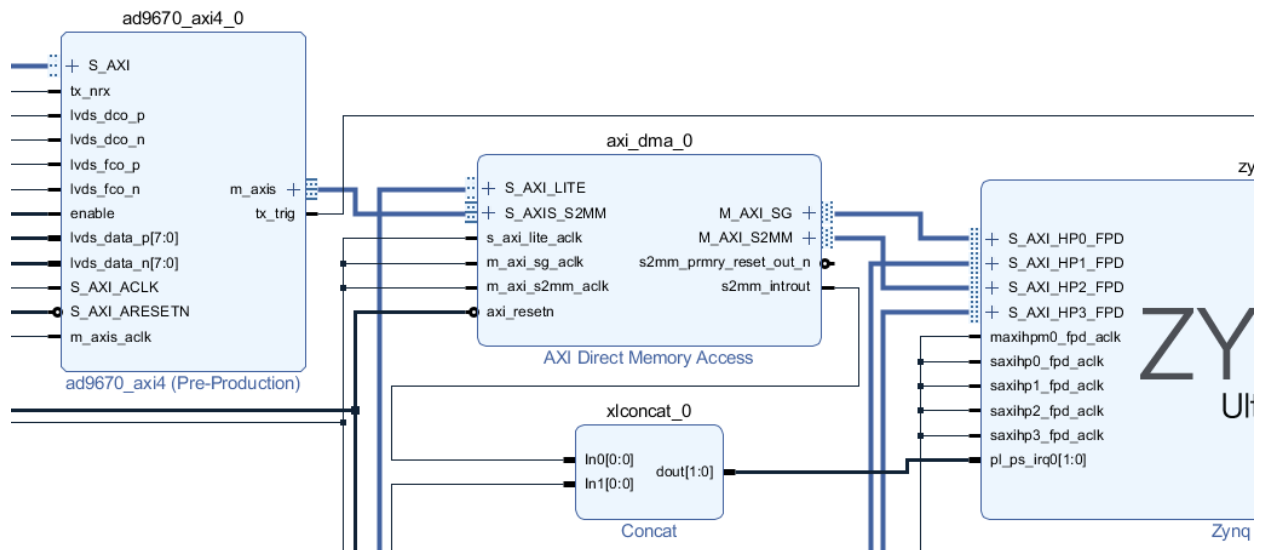 ad9670_axi4_0
S_AXI
tx_nrx
lvds_dco_p
lvds_dco_n
lvds_fco_p
lvds_fco_n
enable
lvds_data_p[7:0]
lvds_data_n[7:0]
S_AXI_ACLK
S_AXI_ARESETN
m_axis_aclk
m_axis
tx_trig
ad9670_axi4 (Pre-Production)
axi_dma_0
S_AXI_LITE
S_AXIS_S2MM
s_axi_lite_aclk
m_axi_sg_aclk
m_axi_s2mm_aclk
axi_resetn
M_AXI_SG
M_AXI_S2MM
s2mm_prmry_reset_out_n
s2mm_introut
AXI Direct Memory Access
xlconcat_0
In0[0:0]
In1[0:0]
dout[1:0]
Concat
zy
S_AXI_HP0_FPD
S_AXI_HP1_FPD
S_AXI_HP2_FPD
S_AXI_HP3_FPD
maxihpm0_fpd_aclk
saxihp0_fpd_aclk
saxihp1_fpd_aclk
saxihp2_fpd_aclk
saxihp3_fpd_aclk
pl_ps_irq0[1:0]
ZY
Ult
Zynq